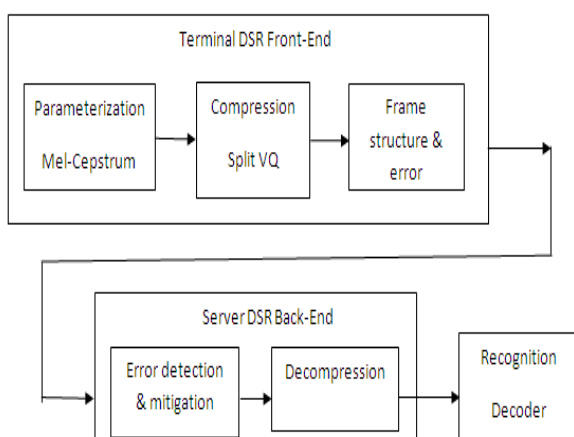 Terminal DSR Front-End
Parameterization
Mel-Cepstrum
Compression
Split VQ
Frame
structure &
error
Server DSR Back-End
Error detection
& mitigation
Decompression
Recognition
Decoder